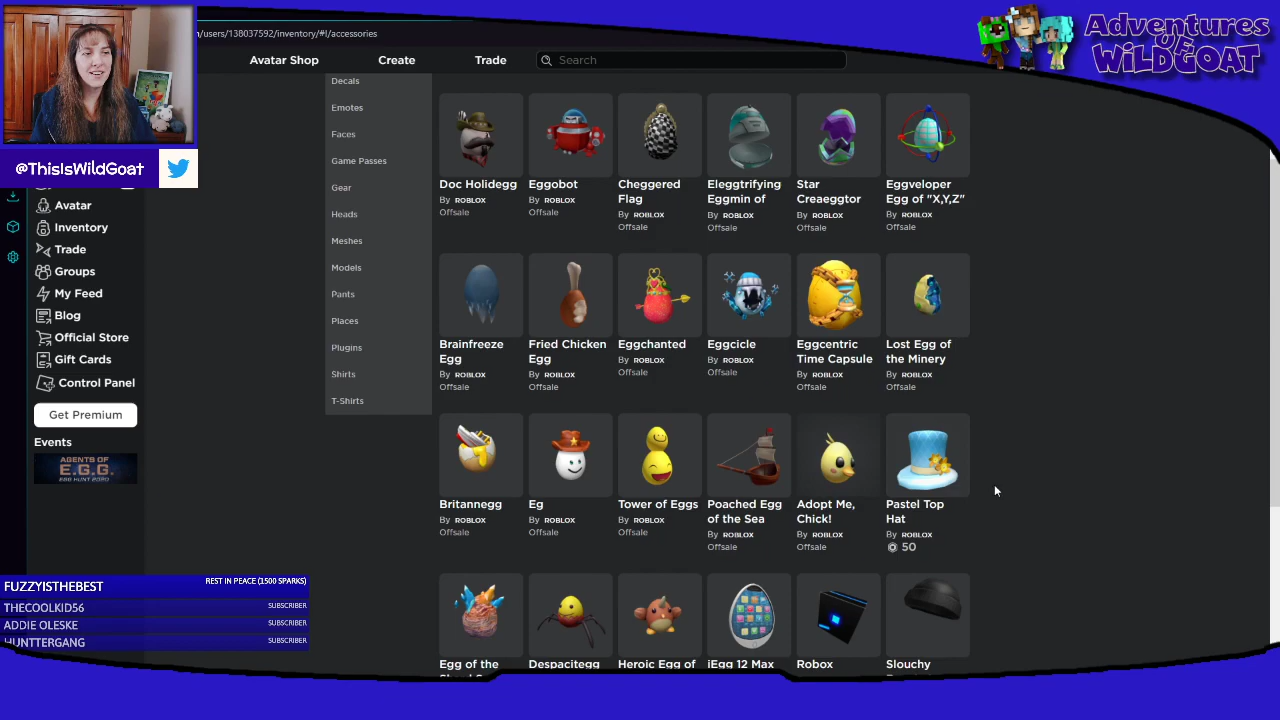 n/users/138037592/inventory/#!/accessories
Adventures
OF
WildGoat
Avatar Shop
Create
Trade
Search
@ThisIsWildGoat
Avatar
Inventory
Trade
Groups
My Feed
Blog
Official Store
Gift Cards
Control Panel
Get Premium
Events
AGENTS OF
E.G.G.
EGG HUNT 2020
Decals
Emotes
Faces
Game Passes
Gear
Heads
Meshes
Models
Pants
Places
Plugins
Shirts
T-Shirts
Doc Holidegg
By ROBLOX
Offsale
Eggobot
By ROBLOX
Offsale
Cheggered
Flag
By ROBLOX
Offsale
Eleggtrifying
Eggmin of
By ROBLOX
Offsale
Star
Creaeggtor
By ROBLOX
Offsale
Eggveloper
Egg of "X,Y,Z"
By ROBLOX
Offsale
Brainfreeze
Egg
By ROBLOX
Offsale
Fried Chicken
Egg
By ROBLOX
Offsale
Eggchanted
By ROBLOX
Offsale
Eggcicle
By ROBLOX
Offsale
Eggcentric
Time Capsule
By ROBLOX
Offsale
Lost Egg of
the Minery
By ROBLOX
Offsale
Britannegg
By ROBLOX
Offsale
Eg
By ROBLOX
Offsale
Tower of Eggs
By ROBLOX
Offsale
Poached Egg
of the Sea
By ROBLOX
Offsale
Adopt Me,
Chick!
By ROBLOX
Offsale
Pastel Top
Hat
By ROBLOX
50
Egg of the
Despacitegg
Heroic Egg of
iEgg 12 Max
Robox
Slouchy
FUZZYISTHEBEST
REST IN PEACE (1500 SPARKS)
THECOOLKID56
SUBSCRIBER
ADDIE OLESKE
SUBSCRIBER
HUNTTERGANG
SUBSCRIBER